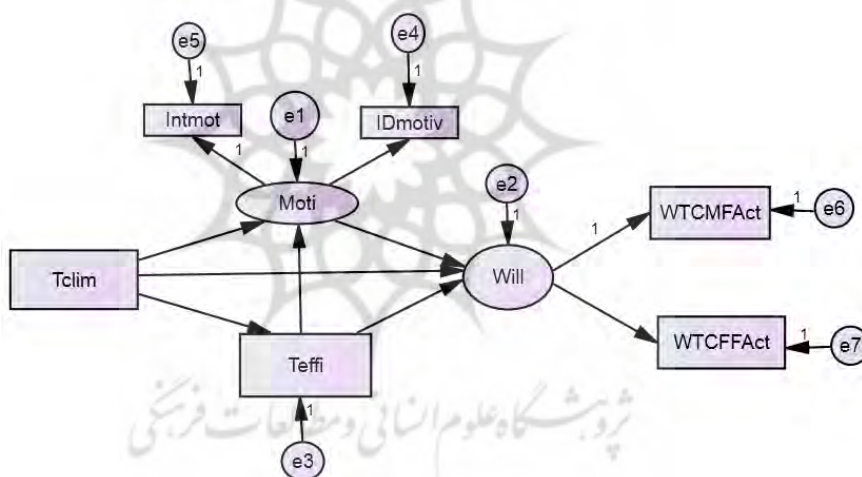 e5
e4
1
1
Intmot
e1
IDmotiv
1
1
e2
Moti
1
WTCMFAct
1
e6
1
Tclim
Will
Teffi
WTCFFAct
1
e7
1
پژوهشگاه علوم انسانی و مطالعات فرهنگی
e3